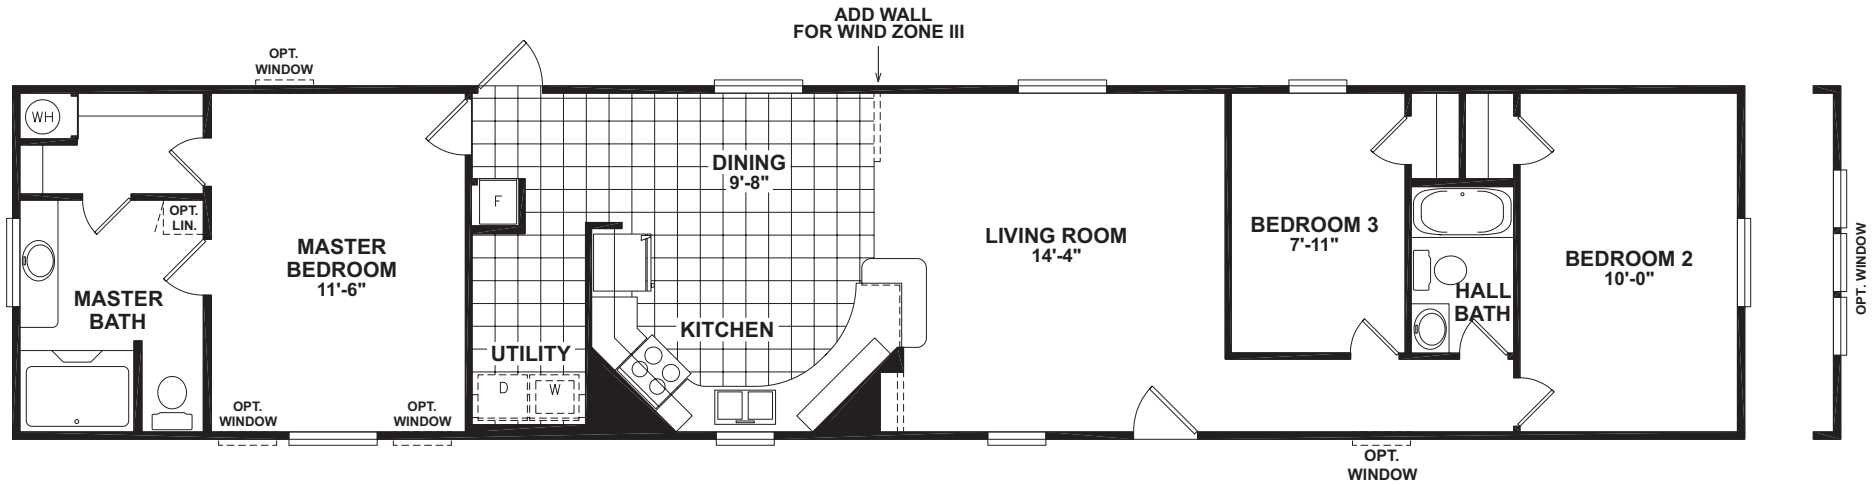 ADD WALL
FOR WIND ZONE III
OPT.
WINDOW
WH
DINING
9'-8"
F
OPT.
LIN.
MASTER
BEDROOM
11'-6"
LIVING ROOM
14'-4"
BEDROOM 3
7'-11"
BEDROOM 2
10'-0"
MASTER
BATH
HALL
BATH
KITCHEN
UTILITY
D
W
OPT.
WINDOW
OPT.
WINDOW
OPT.
WINDOW
OPT. WINDOW